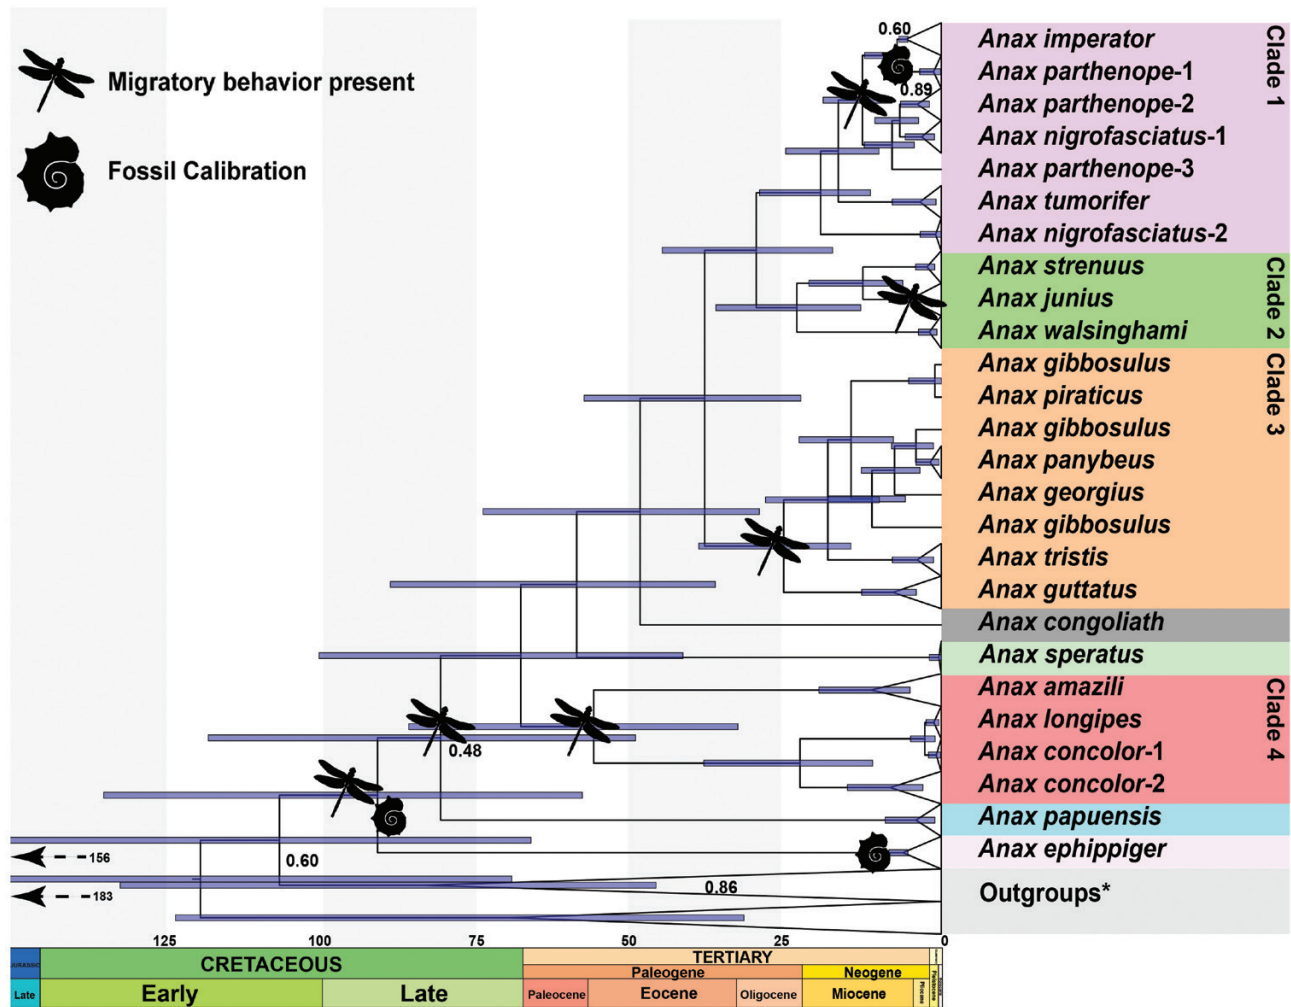 0.60
Migratory behavior present
Fossil Calibration
0.89
Anax imperator
Anax parthenope-1
Anax parthenope-2
Anax nigrofasciatus-1
Anax parthenope-3
Anax tumorifer
Anax nigrofasciatus-2
Clade 1
Anax strenuus
Anax junius
Anax walsinghami
Clade 2
Anax gibbosulus
Anax piraticus
Anax gibbosulus
Anax panybeus
Anax georgius
Anax gibbosulus
Anax tristis
Anax guttatus
Clade 3
Anax congoliath
Anax speratus
Anax amazili
Anax longipes
Anax concolor-1
Anax concolor-2
Clade 4
0.48
Anax papuensis
Anax ephippiger
156
0.60
183
0.86
Outgroups*
125 100 75 50 25 0
JURASSIC CRETACEOUS TERTIARY
Paleogene Neogene
Late Early Late Paleocene Eocene Oligocene Miocene Pliocene